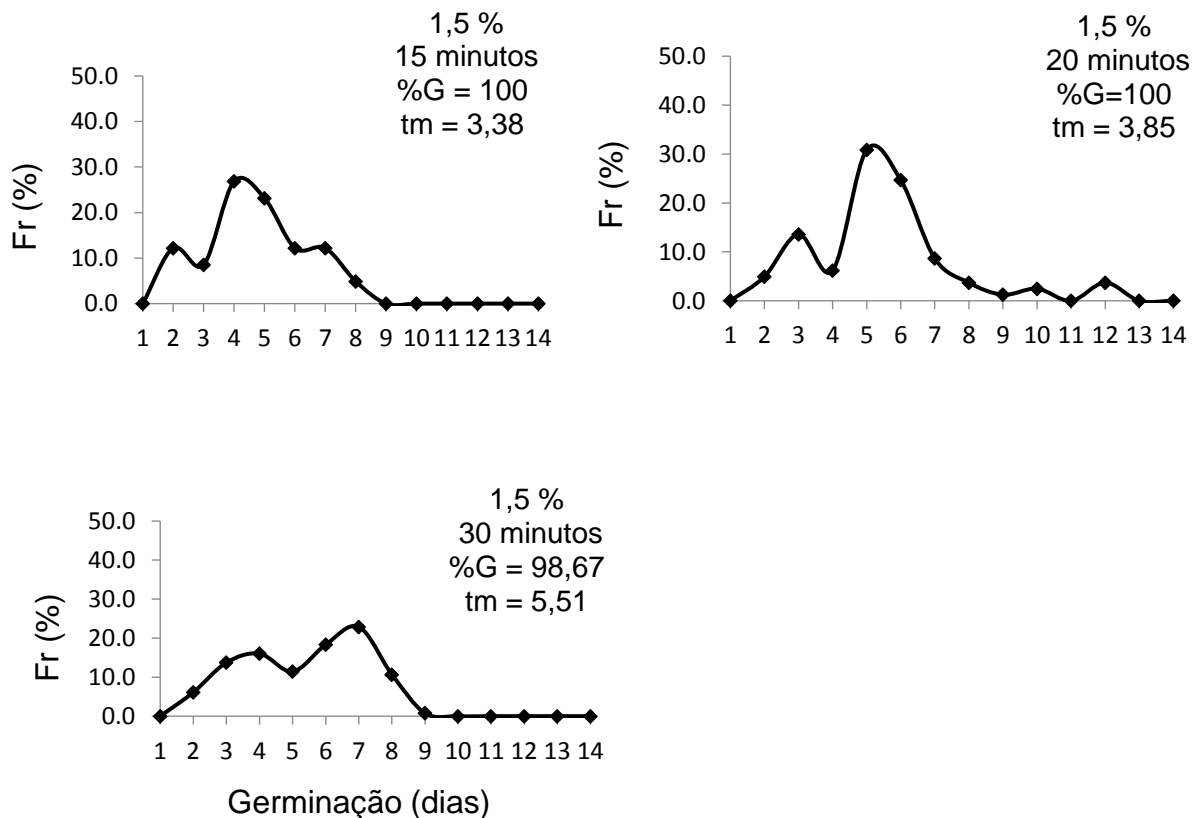 1,5 %
15 minutos
%G = 100
tm = 3,38
50.0
40.0
30.0
20.0
10.0
0.0
Fr (%)
1 2 3 4 5 6 7 8 9 10 11 12 13 14
1,5 %
20 minutos
%G=100
tm = 3,85
50.0
40.0
30.0
20.0
10.0
0.0
Fr (%)
1 2 3 4 5 6 7 8 9 10 11 12 13 14
1,5 %
30 minutos
%G = 98,67
tm = 5,51
50.0
40.0
30.0
20.0
10.0
0.0
Fr (%)
1 2 3 4 5 6 7 8 9 10 11 12 13 14
Germinação (dias)